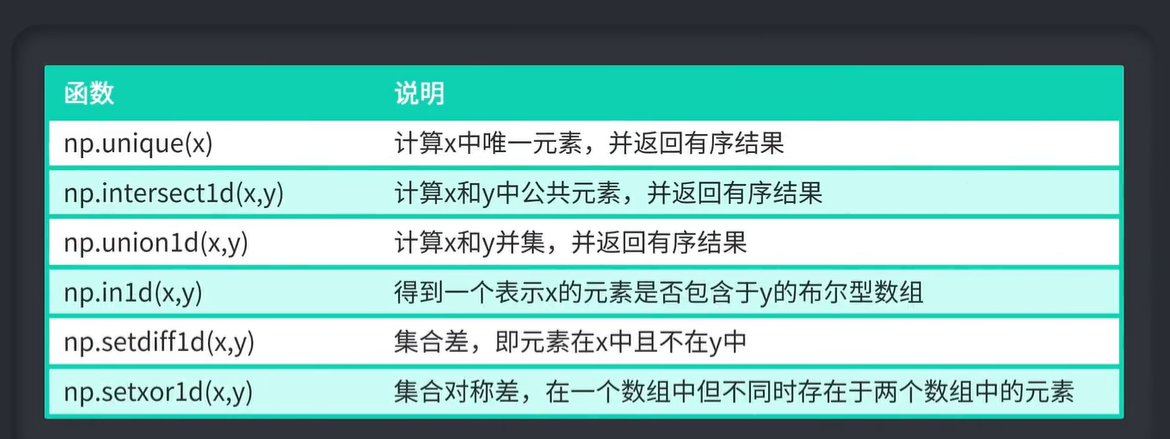 函数 说明
np.unique(x) 计算x中唯一元素，并返回有序结果
np.intersect1d(x,y) 计算x和y中公共元素，并返回有序结果
np.union1d(x,y) 计算x和y并集，并返回有序结果
np.in1d(x,y) 得到一个表示x的元素是否包含于y的布尔型数组
np.setdiff1d(x,y) 集合差，即元素在x中且不在y中
np.setxor1d(x,y) 集合对称差，在一个数组中但不同时存在于两个数组中的元素